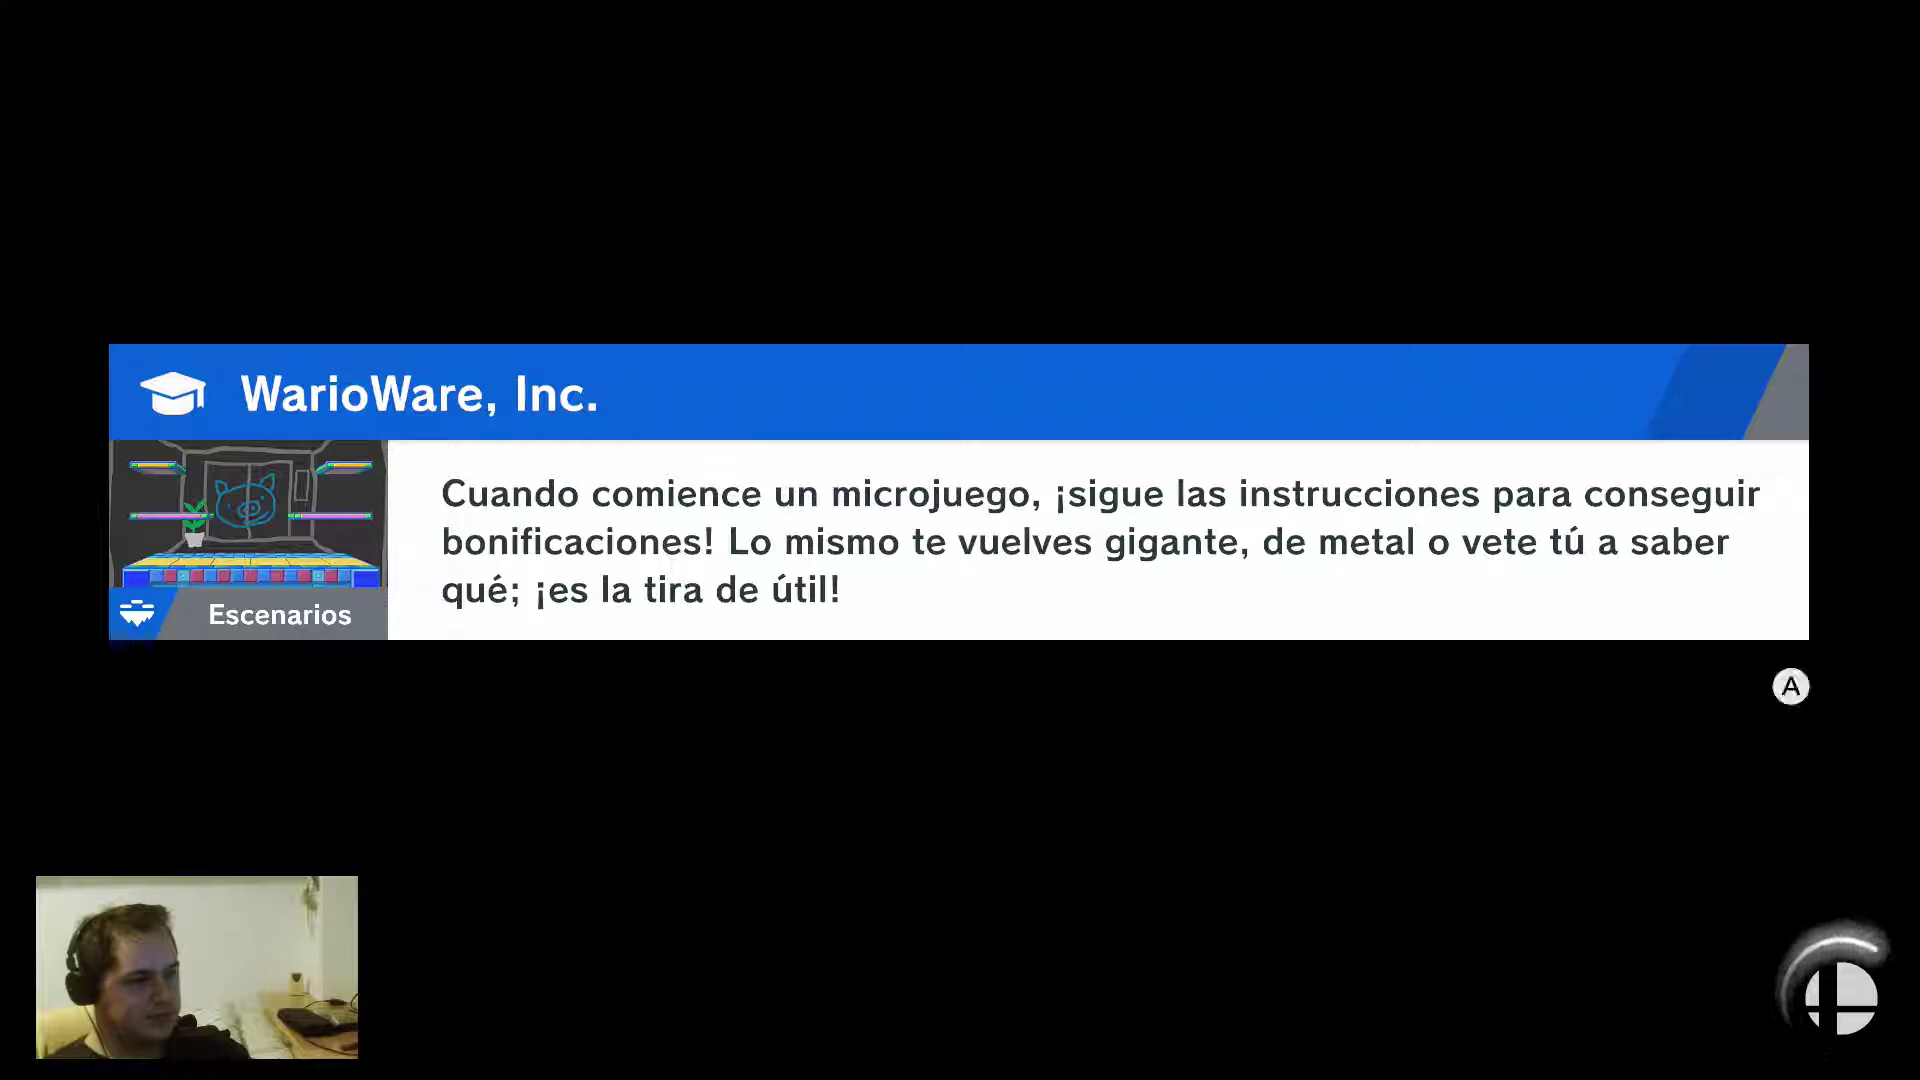 WarioWare, Inc.
Cuando comience un microjuego, ¡sigue las instrucciones para conseguir
bonificaciones! Lo mismo te vuelves gigante, de metal o vete tú a saber
qué; ¡es la tira de útil!
Escenarios
A